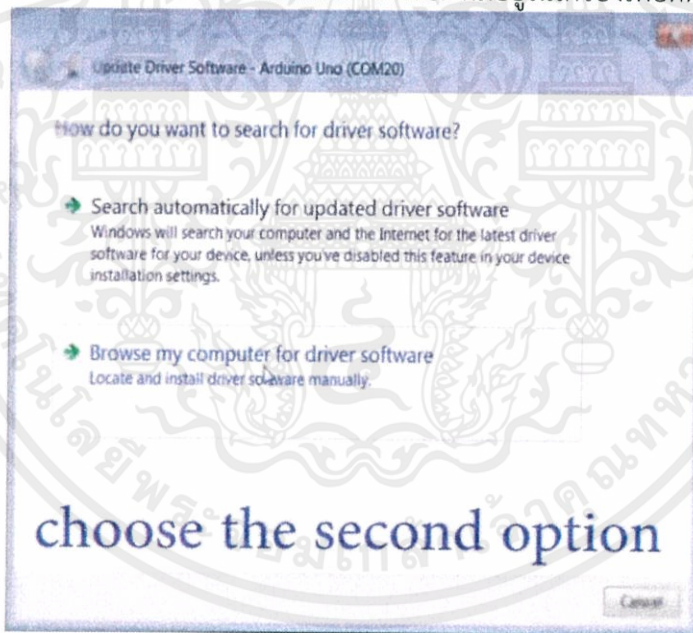 Update Driver Software - Arduino Uno (COM20)
How do you want to search for driver software?
Search automatically for updated driver software
Windows will search your computer and the Internet for the latest driver
software for your device, unless you've disabled this feature in your device
installation settings.
Browse my computer for driver software
Locate and install driver software manually.
choose the second option
Cancel